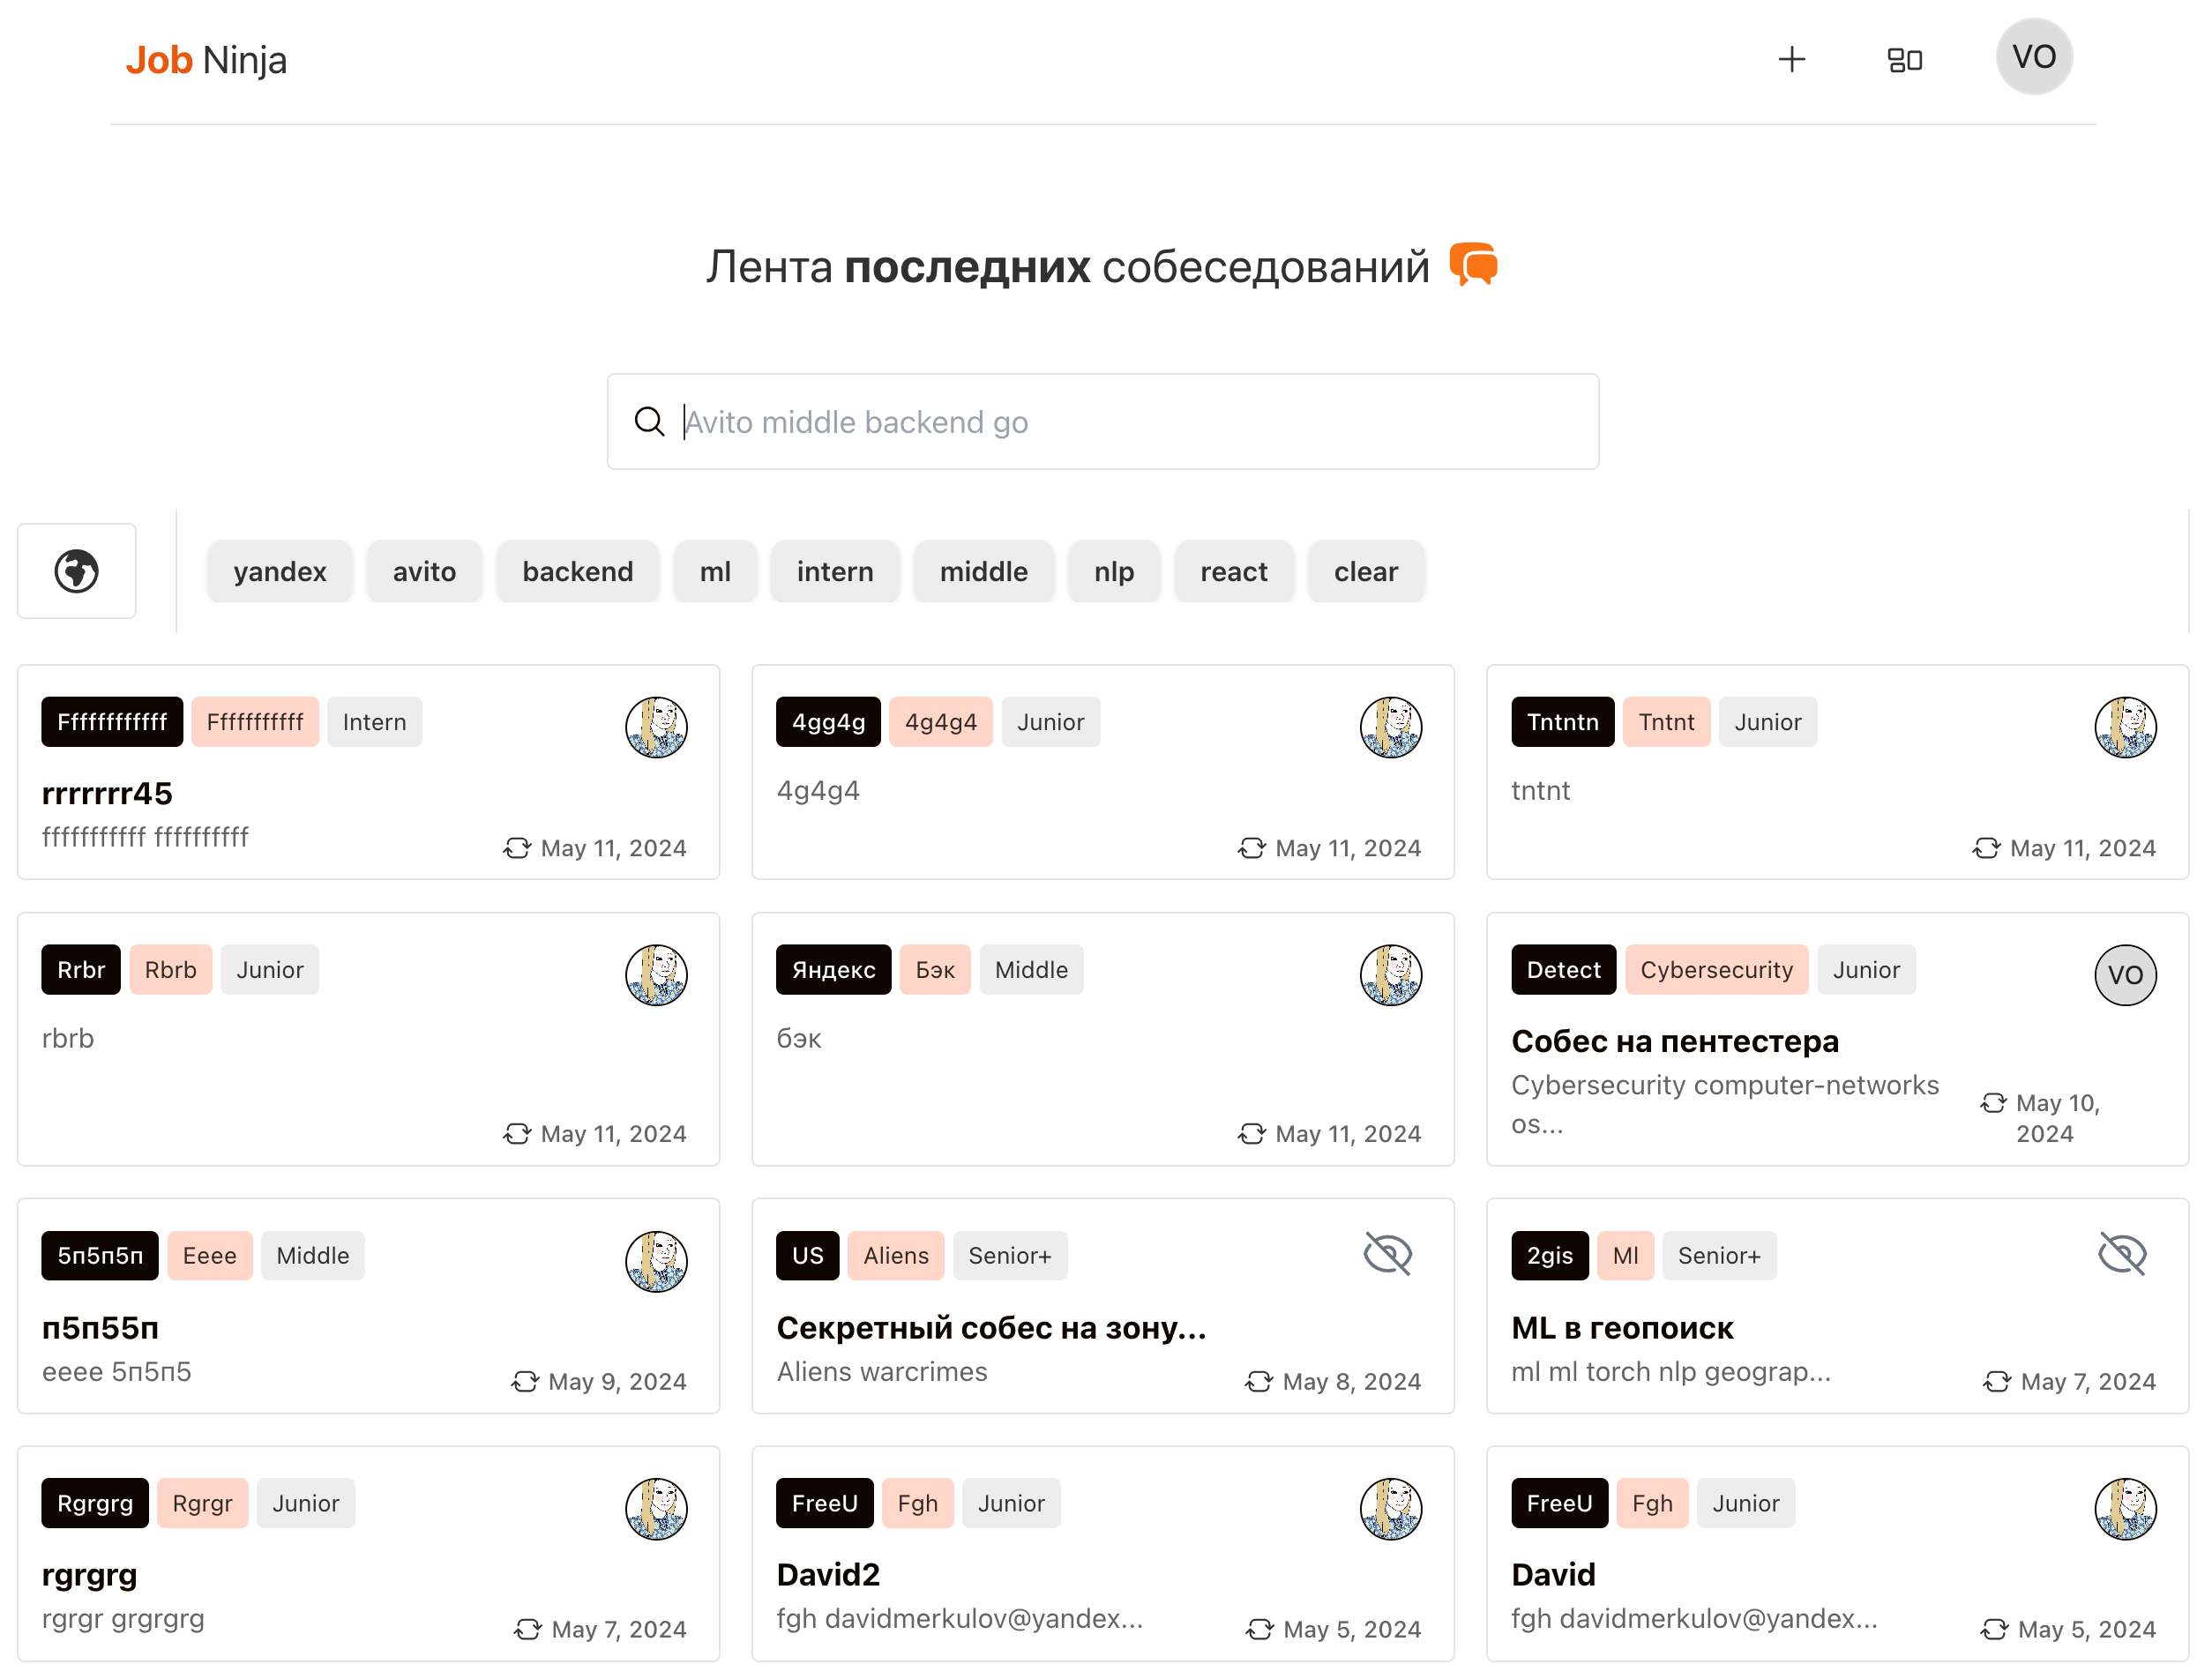 Job Ninja
VO
Лента последних собеседований
Avito middle backend go
yandex avito backend ml intern middle nlp react clear
Ffffffffffff Fffffffffff Intern
rrrrrrr45
fffffffffff ffffffffff
May 11, 2024
4gg4g 4g4g4 Junior
4g4g4
May 11, 2024
Tntntn Tntnt Junior
tntnt
May 11, 2024
Rrbr Rbrb Junior
rbrb
May 11, 2024
Яндекс Бэк Middle
бэк
May 11, 2024
Detect Cybersecurity Junior
VO
Собес на пентестера
Cybersecurity computer-networks
os...
May 10,
2024
5п5п5п Ееее Middle
п5п55п
ееее 5п5п5
May 9, 2024
US Aliens Senior+
Секретный собес на зону...
Aliens warcrimes
May 8, 2024
2gis Ml Senior+
ML в геопоиск
ml ml torch nlp geograp...
May 7, 2024
Rgrgrg Rgrgr Junior
rgrgrg
rgrgr grgrgrg
May 7, 2024
FreeU Fgh Junior
David2
fgh davidmerkulov@yandex...
May 5, 2024
FreeU Fgh Junior
David
fgh davidmerkulov@yandex...
May 5, 2024